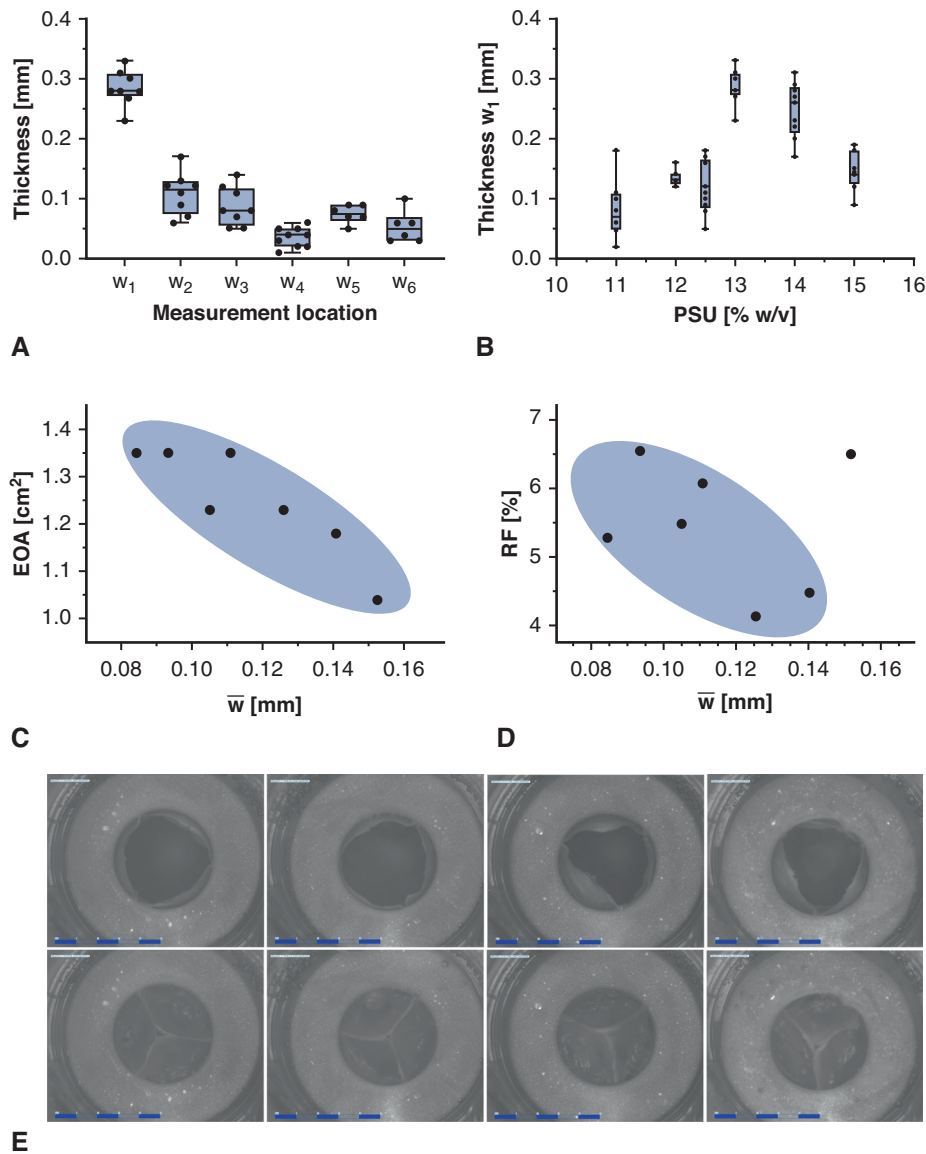 0.4
0.3
0.2
0.1
0.0
Thickness [mm]
w1 w2 w3 w4 w5 w6
Measurement location
A
0.4
0.3
0.2
0.1
0.0
Thickness w1 [mm]
10 11 12 13 14 15 16
PSU [% w/v]
B
1.4
1.3
1.2
1.1
1.0
EOA [cm²]
0.08 0.10 0.12 0.14 0.16
w̅ [mm]
C
7
6
5
4
RF [%]
0.08 0.10 0.12 0.14 0.16
w̅ [mm]
D
E